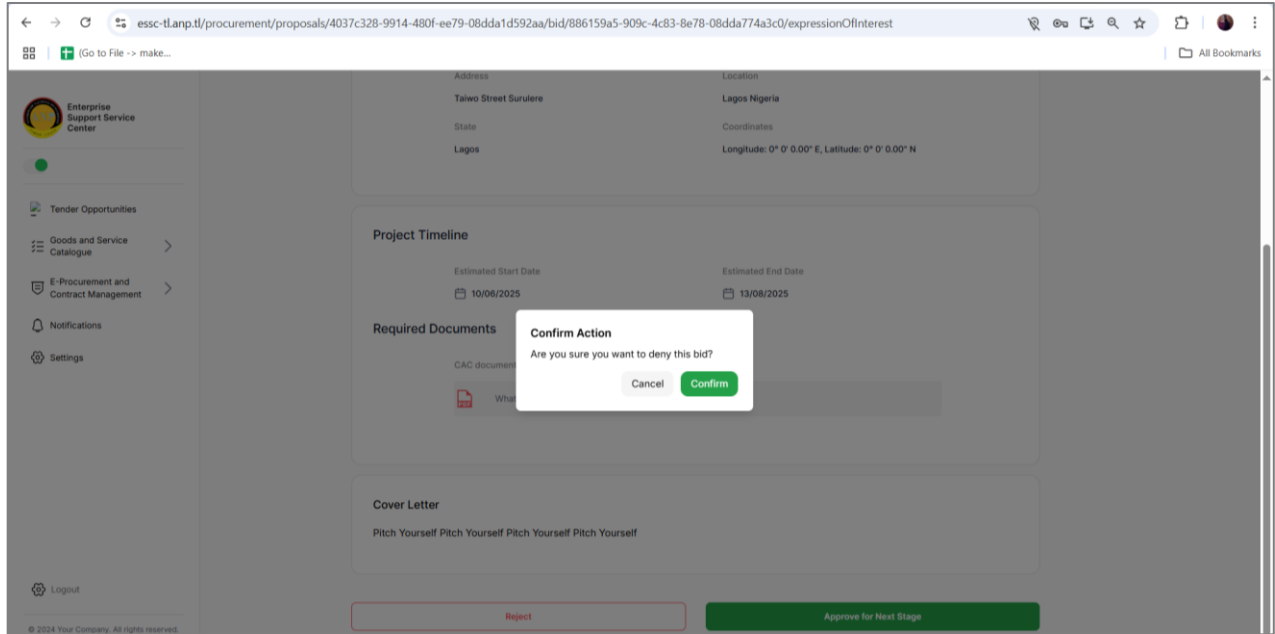 essc-tl.anp.tl/procurement/proposals/4037c328-9914-480f-ee79-08dda1d592aa/bid/886159a5-909c-4c83-8e78-08dda774a3c0/expressionOfInterest
(Go to File -> make...
All Bookmarks
Enterprise
Support Service
Center
Tender Opportunities
Goods and Service
Catalogue
E-Procurement and
Contract Management
Notifications
Settings
Logout
© 2024 Your Company. All rights reserved.
Address
Location
Taiwo Street Surulere
Lagos Nigeria
State
Coordinates
Lagos
Longitude: 0° 0' 0.00" E, Latitude: 0° 0' 0.00" N
Project Timeline
Estimated Start Date
Estimated End Date
10/06/2025
13/08/2025
Required Documents
CAC document
What
Confirm Action
Are you sure you want to deny this bid?
Cancel
Confirm
Cover Letter
Pitch Yourself Pitch Yourself Pitch Yourself Pitch Yourself
Reject
Approve for Next Stage